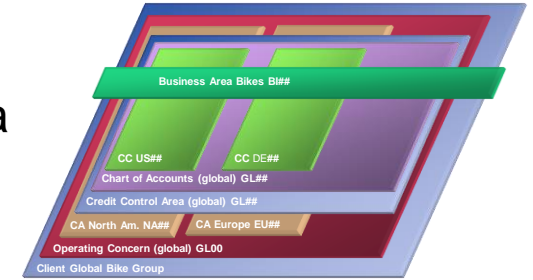 a
Business Area Bikes BI##
CC US##
CC DE##
Chart of Accounts (global) GL##
Credit Control Area (global) GL##
CA North Am. NA##
CA Europe EU##
Operating Concern (global) GL00
Client Global Bike Group